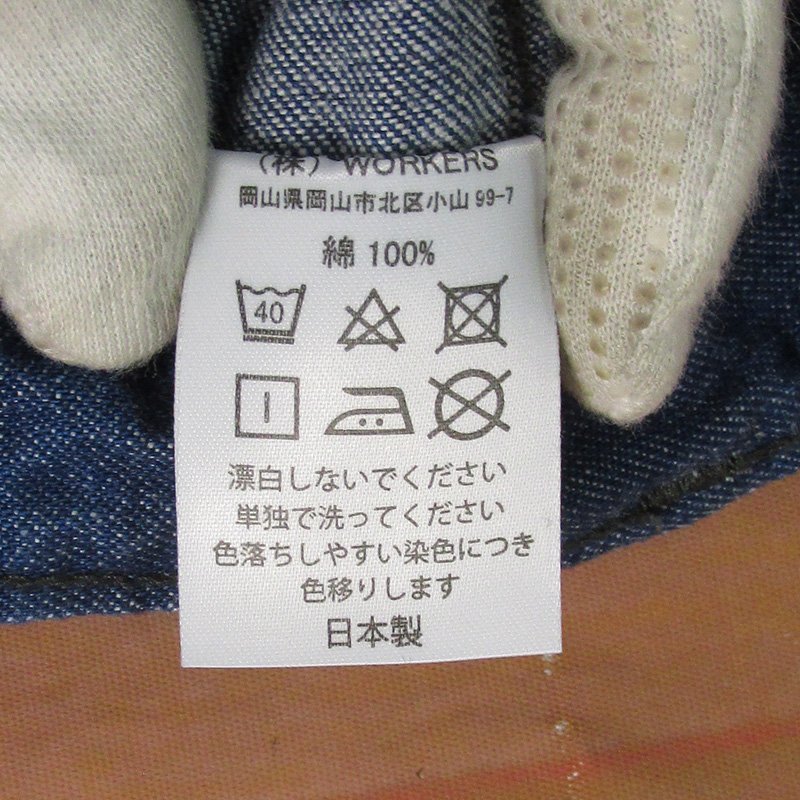 （株）WORKERS
岡山県岡山市北区小山 99-7
綿 100%
40
漂白しないでください
単独で洗ってください
色落ちしやすい染色につき
色移りします
日本製